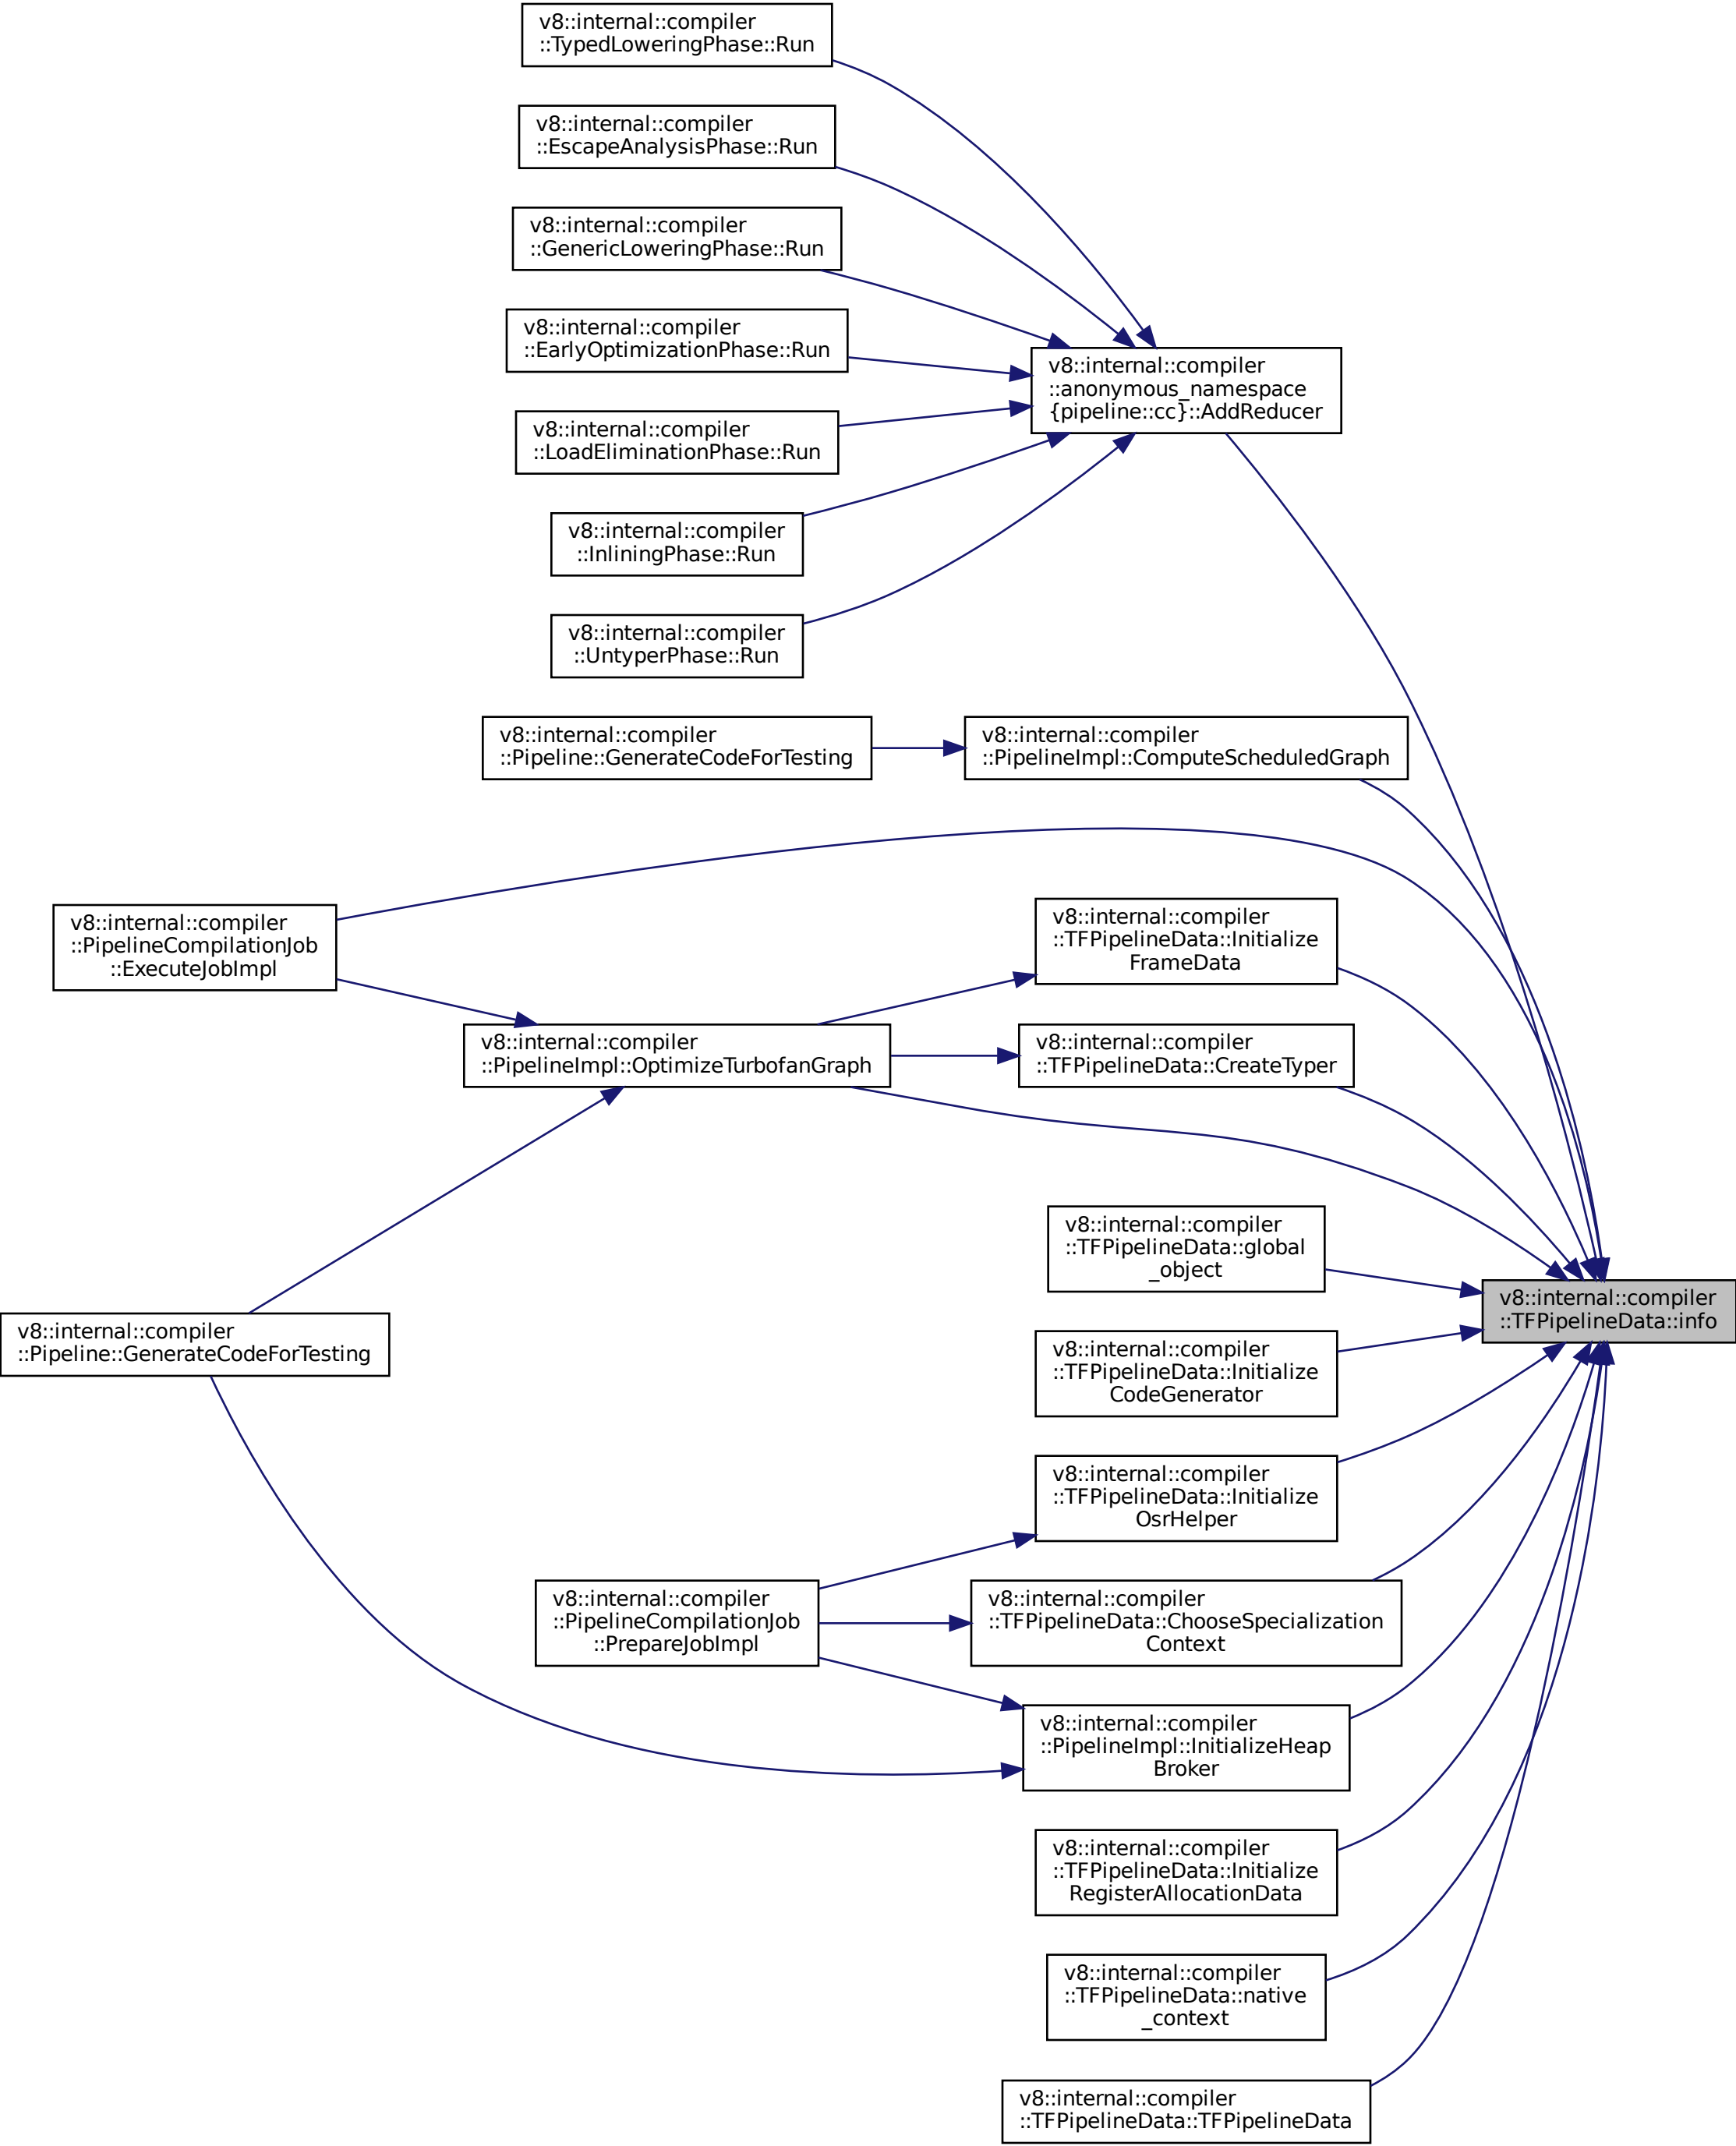 v8::internal::compiler
::TypedLoweringPhase::Run
v8::internal::compiler
::EscapeAnalysisPhase::Run
v8::internal::compiler
::GenericLoweringPhase::Run
v8::internal::compiler
::EarlyOptimizationPhase::Run
v8::internal::compiler
::anonymous_namespace
{pipeline::cc}::AddReducer
v8::internal::compiler
::LoadEliminationPhase::Run
v8::internal::compiler
::InliningPhase::Run
v8::internal::compiler
::UntyperPhase::Run
v8::internal::compiler
::Pipeline::GenerateCodeForTesting
v8::internal::compiler
::PipelineImpl::ComputeScheduledGraph
v8::internal::compiler
::PipelineCompilationJob
::ExecuteJobImpl
v8::internal::compiler
::TFPipelineData::Initialize
FrameData
v8::internal::compiler
::PipelineImpl::OptimizeTurbofanGraph
v8::internal::compiler
::TFPipelineData::CreateTyper
v8::internal::compiler
::TFPipelineData::global
_object
v8::internal::compiler
::TFPipelineData::info
v8::internal::compiler
::Pipeline::GenerateCodeForTesting
v8::internal::compiler
::TFPipelineData::Initialize
CodeGenerator
v8::internal::compiler
::TFPipelineData::Initialize
OsrHelper
v8::internal::compiler
::PipelineCompilationJob
::PrepareJobImpl
v8::internal::compiler
::TFPipelineData::ChooseSpecialization
Context
v8::internal::compiler
::PipelineImpl::InitializeHeap
Broker
v8::internal::compiler
::TFPipelineData::Initialize
RegisterAllocationData
v8::internal::compiler
::TFPipelineData::native
_context
v8::internal::compiler
::TFPipelineData::TFPipelineData